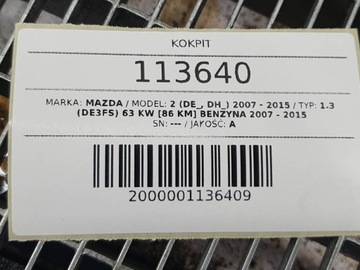 KOKPIT
113640
MARKA: MAZDA / MODEL: 2 (DE_, DH_) 2007 - 2015 / TYP: 1.3
(DE3FS) 63 KW [86 KM] BENZYNA 2007 - 2015
SN: --- / JAKOŚĆ: A
2000001136409